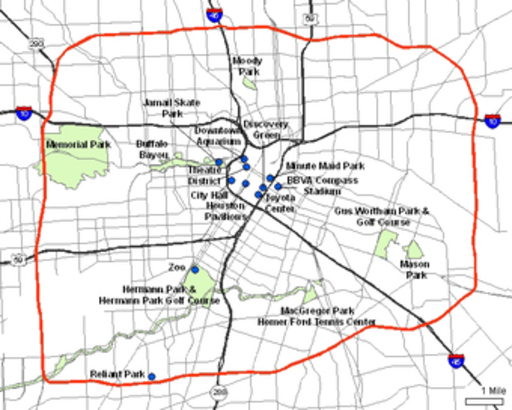 45
59
290
Moody
Park
Jamail Skate
Park
10
Discovery
Green
10
Downtown
Aquarium
Memorial Park
Buffalo
Bayou
Minute Maid Park
Theatre
District
BBVA Compass
Stadium
City Hall
Toyota
Center
Houston
Pavilions
Gus Wortham Park &
Golf Course
59
Zoo
Mason
Park
Hermann Park &
Hermann Park Golf Course
MacGregor Park
Homer Ford Tennis Center
45
Reliant Park
288
1 Mile